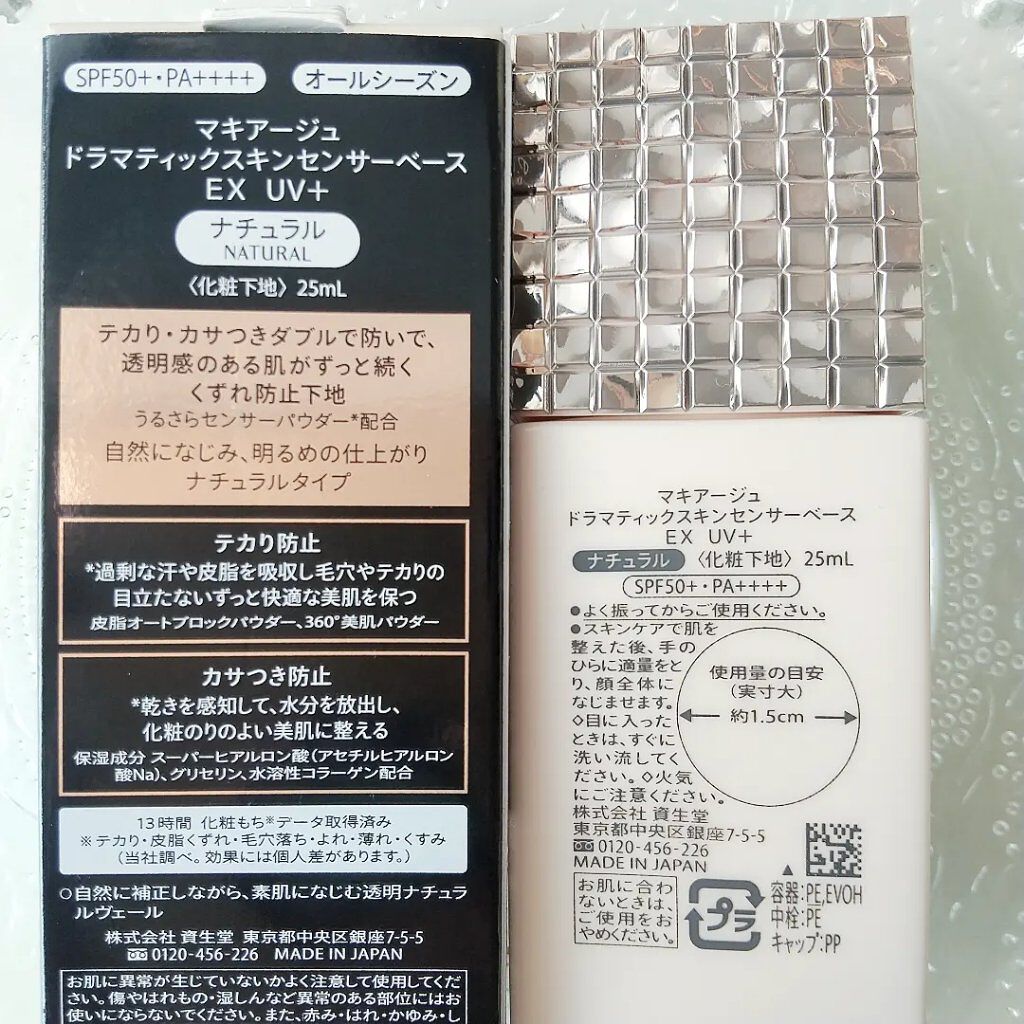 SPF50+・PA++++
オールシーズン
マキアージュ
ドラマティックスキンセンサーベース
EX UV+
ナチュラル
NATURAL
〈化粧下地〉25mL
テカリ・カサつきダブルで防いで、
透明感のある肌がずっと続く
くずれ防止下地
うるさらセンサーパウダー*配合
自然になじみ、明るめの仕上がり
ナチュラルタイプ
テカリ防止
*過剰な汗や皮脂を吸収し毛穴やテカリの
目立たないずっと快適な美肌を保つ
皮脂オートブロックパウダー、360°美肌パウダー
カサつき防止
*乾きを感知して、水分を放出し、
化粧のりのよい美肌に整える
保湿成分 スーパーヒアルロン酸(アセチルヒアルロン
酸Na)、グリセリン、水溶性コラーゲン配合
13時間 化粧もち※データ取得済み
※テカリ・皮脂くずれ・毛穴落ち・よれ・薄れ・くすみ
(当社調べ。効果には個人差があります。)
○自然に補正しながら、素肌になじむ透明ナチュラ
ルヴェール
株式会社 資生堂 東京都中央区銀座7-5-5
0120-456-226 MADE IN JAPAN
お肌に異常が生じていないかよく注意して使用してくだ
さい。傷やはれもの・湿しんなど異常のある部位にはお
使いにならないでください。また、赤み・はれ・かゆみ・し
マキアージュ
ドラマティックスキンセンサーベース
EX UV+
ナチュラル 〈化粧下地〉25mL
SPF50+・PA++++
●よく振ってからご使用ください。
●スキンケアで肌を
整えた後、手の
ひらに適量をと
り、顔全体に
なじませます。
◇目に入った
ときは、すぐに
洗い流してく
ださい。◇火気
にご注意ください。
使用量の目安
(実寸大)
約1.5cm
株式会社 資生堂
東京都中央区銀座7-5-5
0120-456-226
MADE IN JAPAN
お肌に合わ
ないときは、
ご使用をお
やめください。
プラ
容器:PE,EVOH
中栓:PE
キャップ:PP